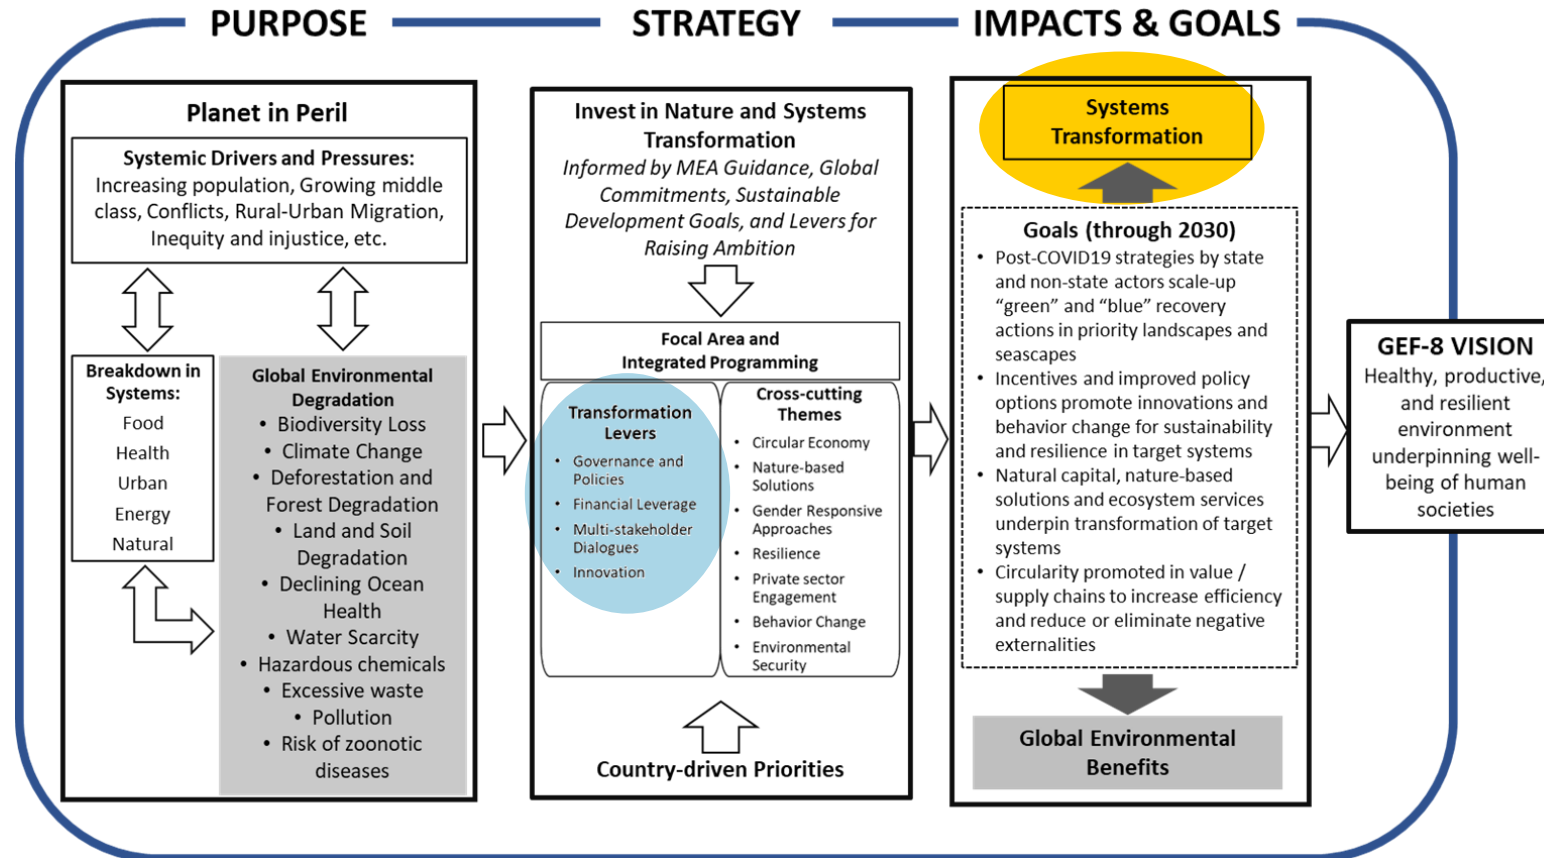 PURPOSE
STRATEGY
IMPACTS & GOALS
Planet in Peril
Systemic Drivers and Pressures:
Increasing population, Growing middle
class, Conflicts, Rural-Urban Migration,
Inequity and injustice, etc.
Breakdown in
Systems:
Food
Health
Urban
Energy
Natural
Global Environmental
Degradation
• Biodiversity Loss
• Climate Change
• Deforestation and
Forest Degradation
• Land and Soil
Degradation
• Declining Ocean
Health
• Water Scarcity
• Hazardous chemicals
• Excessive waste
• Pollution
• Risk of zoonotic
diseases
Invest in Nature and Systems
Transformation
Informed by MEA Guidance, Global
Commitments, Sustainable
Development Goals, and Levers for
Raising Ambition
Focal Area and
Integrated Programming
Transformation
Levers
• Governance and
Policies
• Financial Leverage
• Multi-stakeholder
Dialogues
• Innovation
Cross-cutting
Themes
• Circular Economy
• Nature-based
Solutions
• Gender Responsive
Approaches
• Resilience
• Private sector
Engagement
• Behavior Change
• Environmental
Security
Country-driven Priorities
Systems
Transformation
Goals (through 2030)
• Post-COVID19 strategies by state
and non-state actors scale-up
“green” and “blue” recovery
actions in priority landscapes and
seascapes
• Incentives and improved policy
options promote innovations and
behavior change for sustainability
and resilience in target systems
• Natural capital, nature-based
solutions and ecosystem services
underpin transformation of target
systems
• Circularity promoted in value /
supply chains to increase efficiency
and reduce or eliminate negative
externalities
Global Environmental
Benefits
GEF-8 VISION
Healthy, productive,
and resilient
environment
underpinning well-
being of human
societies